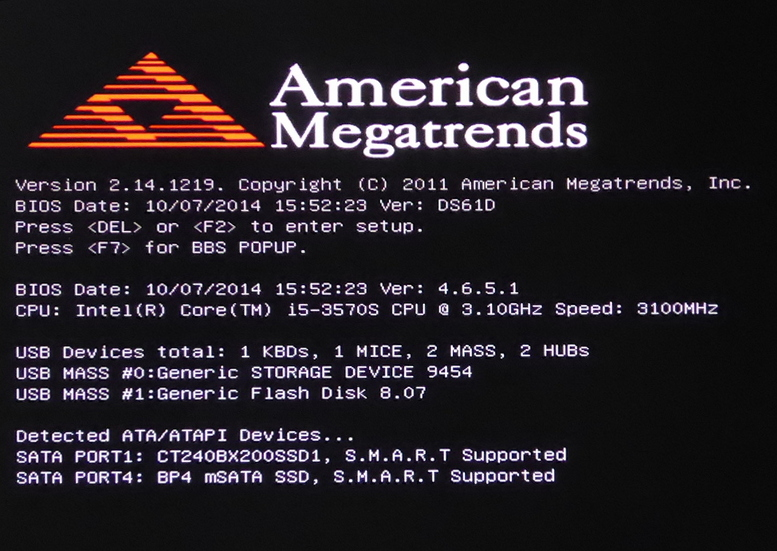 American
Megatrends
Version 2.14.1219. Copyright (C) 2011 American Megatrends, Inc.
BIOS Date: 10/07/2014 15:52:23 Ver: DS61D
Press <DEL> or <F2> to enter setup.
Press <F7> for BBS POPUP.
BIOS Date: 10/07/2014 15:52:23 Ver: 4.6.5.1
CPU: Intel(R) Core(TM) i5-3570S CPU @ 3.10GHz Speed: 3100MHz
USB Devices total: 1 KBDs, 1 MICE, 2 MASS, 2 HUBs
USB MASS #0:Generic STORAGE DEVICE 9454
USB MASS #1:Generic Flash Disk 8.07
Detected ATA/ATAPI Devices...
SATA PORT1: CT240BX200SSD1, S.M.A.R.T Supported
SATA PORT4: BP4 mSATA SSD, S.M.A.R.T Supported